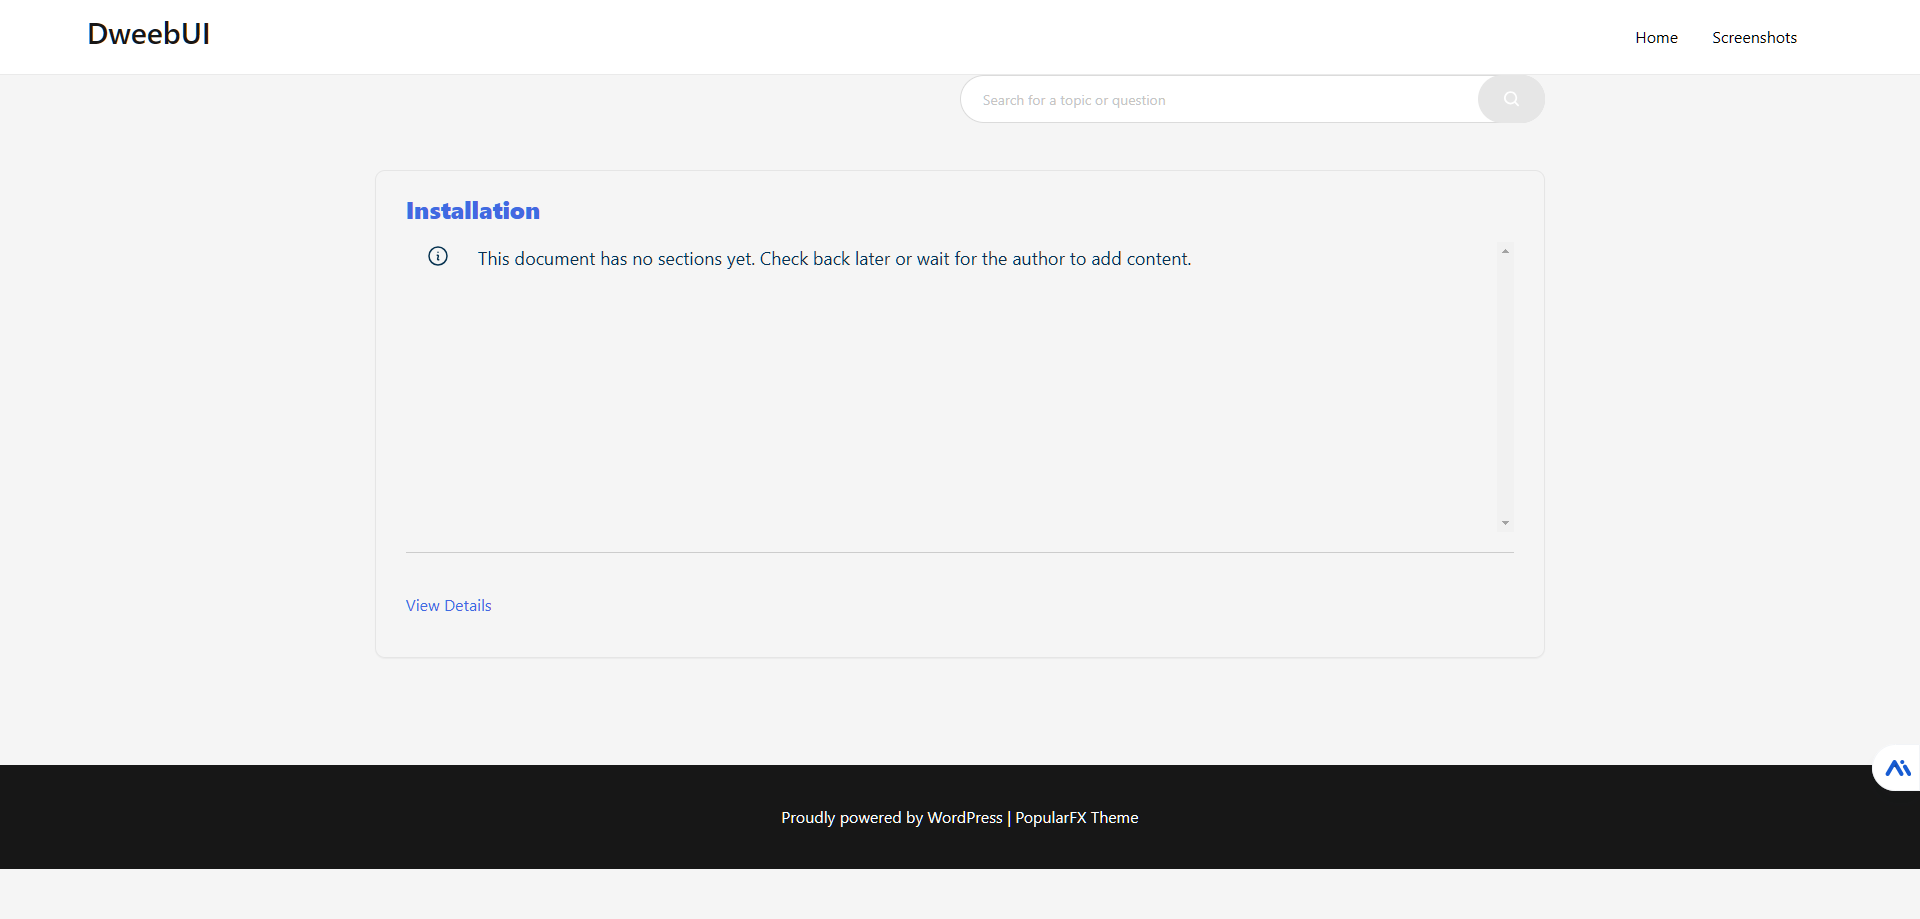 DweebUI
Home
Screenshots
Search for a topic or question
Installation
This document has no sections yet. Check back later or wait for the author to add content.
View Details
Proudly powered by WordPress | PopularFX Theme